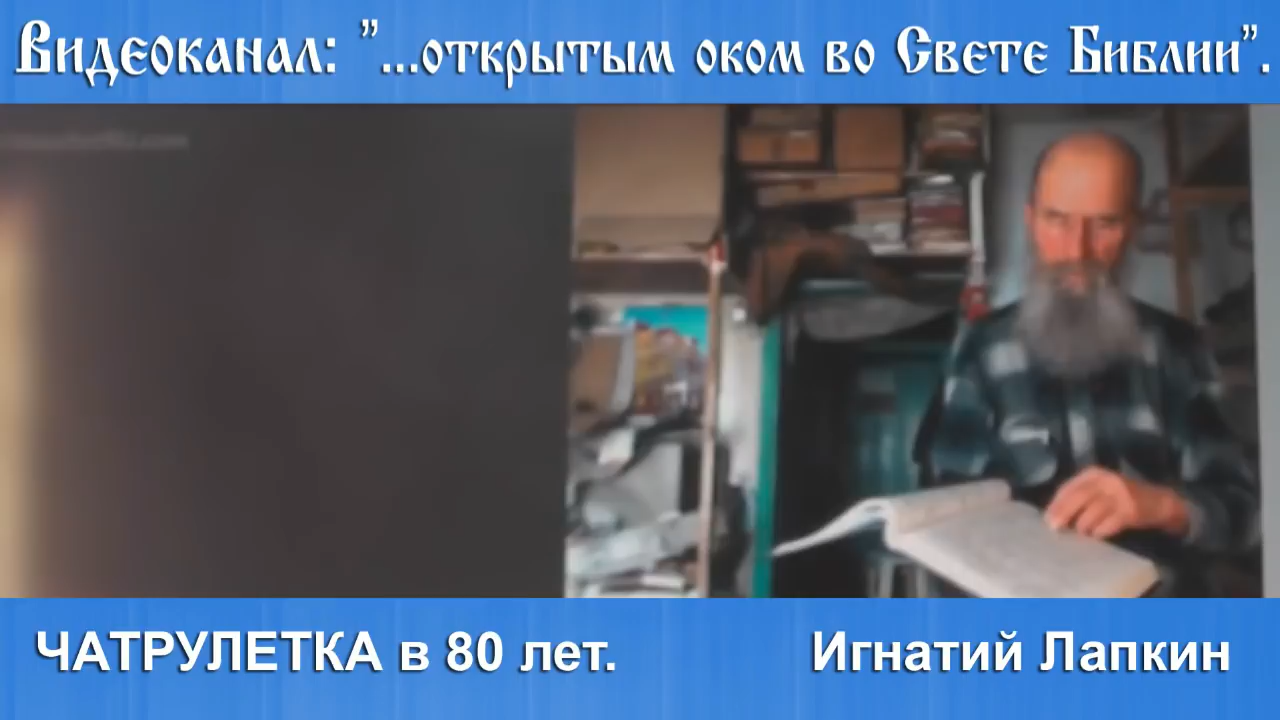 Видеоканал: "...открытым оком во Свете Библии".
ЧАТРУЛЕТКА в 80 лет.
Игнатий Лапкин